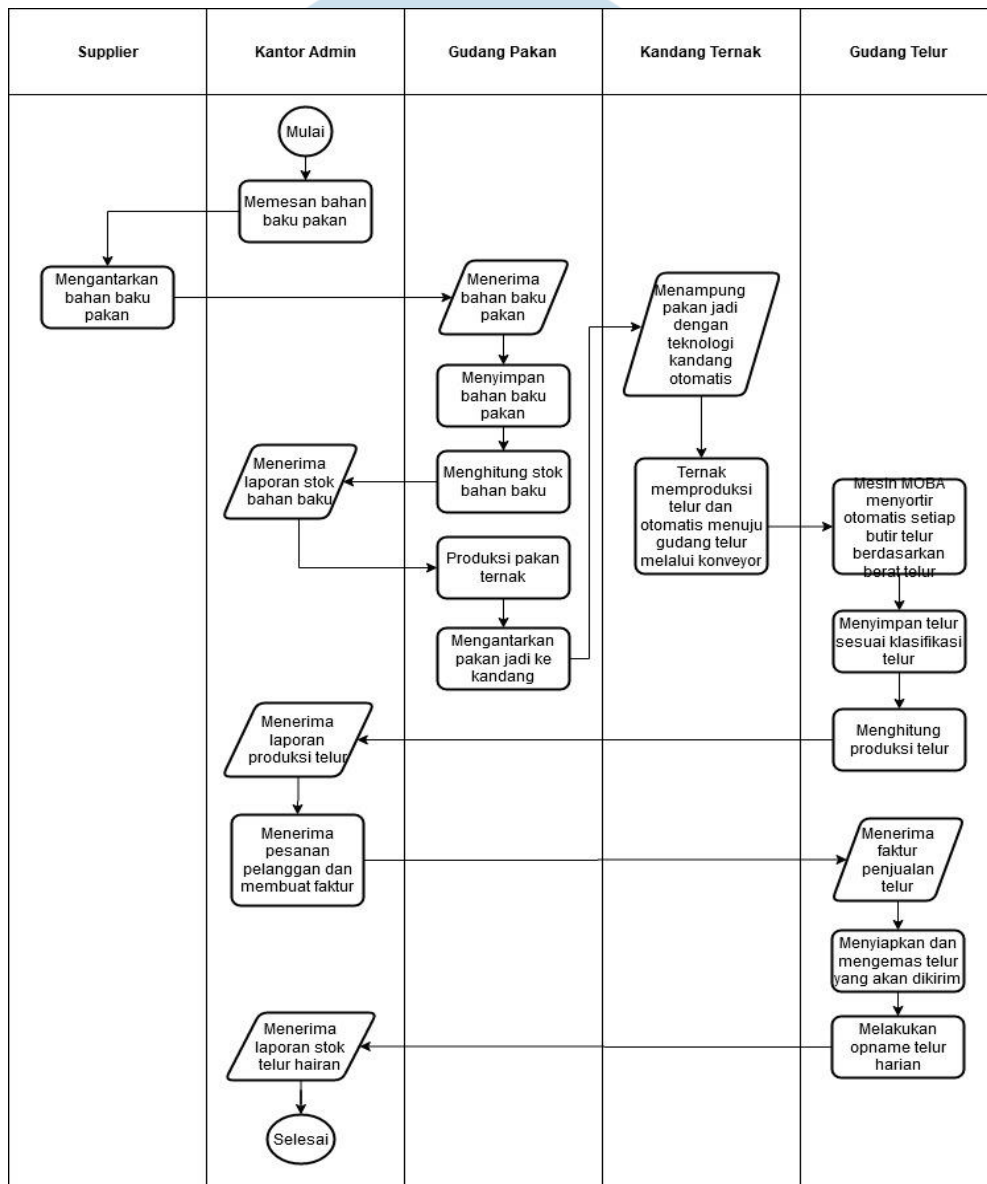 Supplier
Kantor Admin
Gudang Pakan
Kandang Ternak
Gudang Telur
Mulai
Memesan bahan
baku pakan
Mengantarkan
bahan baku
pakan
Menerima
bahan baku
pakan
Menyimpan
bahan baku
pakan
Menghitung stok
bahan baku
Menerima
laporan stok
bahan baku
Produksi pakan
ternak
Mengantarkan
pakan jadi ke
kandang
Menampung
pakan jadi
dengan
teknologi
kandang
otomatis
Ternak
memproduksi
telur dan
otomatis menuju
gudang telur
melalui konveyor
Mesin MOBA
menyortir
otomatis setiap
butir telur
berdasarkan
berat telur
Menyimpan telur
sesuai klasifikasi
telur
Menghitung
produksi telur
Menerima
laporan
produksi telur
Menerima
pesanan
pelanggan dan
membuat faktur
Menerima
faktur
penjualan
telur
Menyiapkan dan
mengemas telur
yang akan dikirim
Melakukan
opname telur
harian
Menerima
laporan stok
telur hairan
Selesai